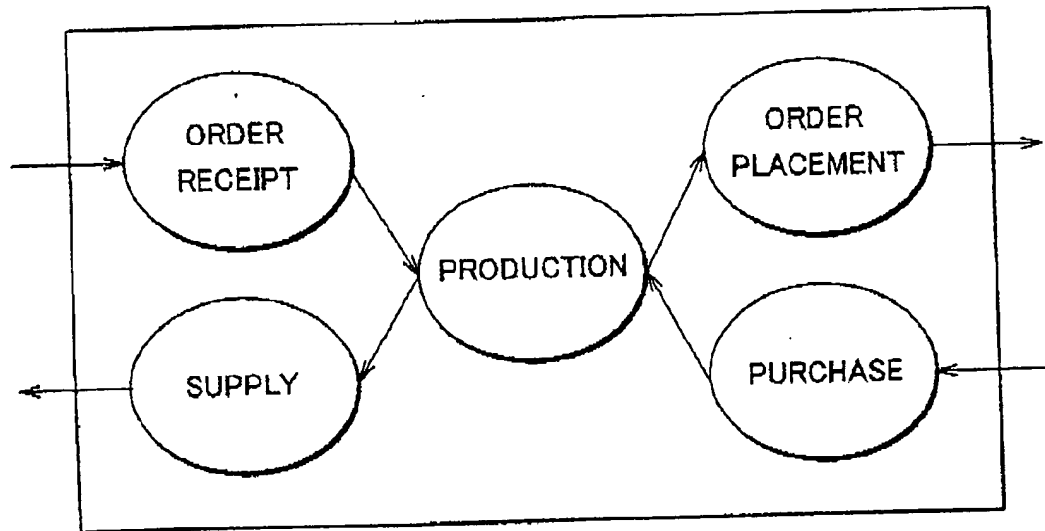 ORDER
RECEIPT
ORDER
PLACEMENT
PRODUCTION
SUPPLY
PURCHASE